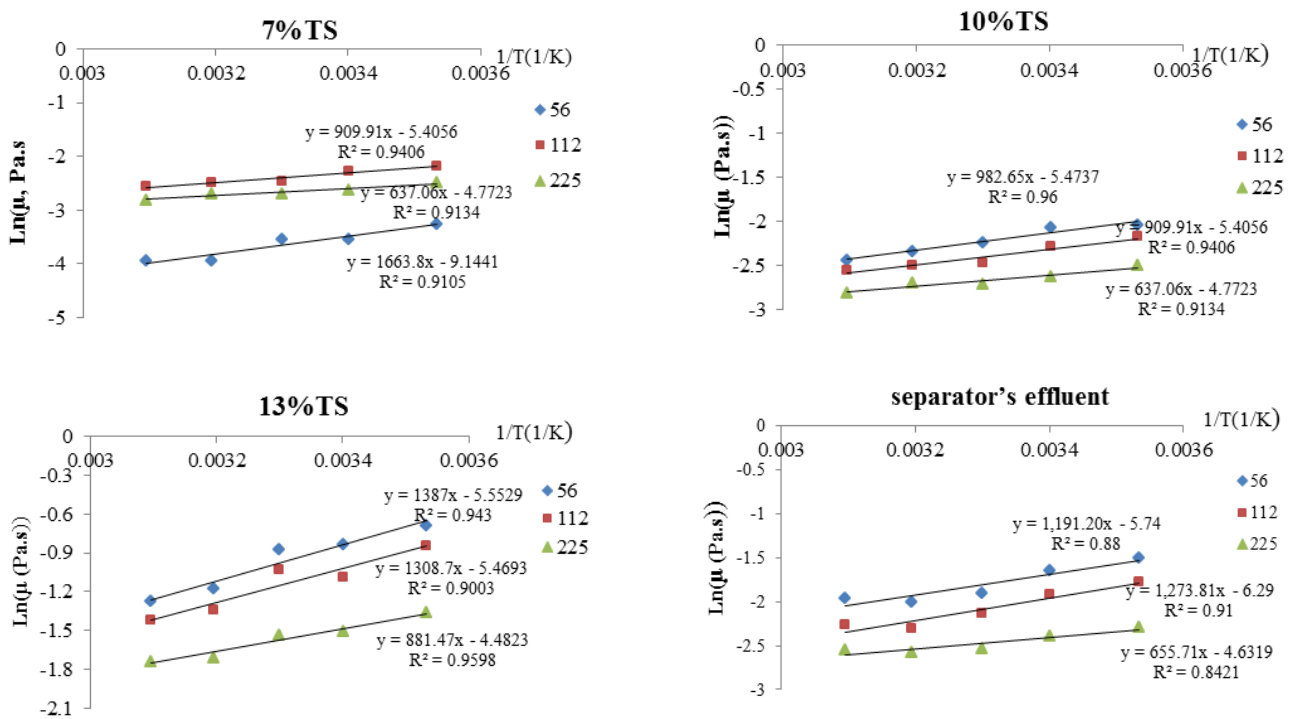 7%TS
0
1/T(1/K)
0.003
0.0032
0.0034
0.0036
-1
-2
-3
-4
-5
Ln(μ, Pa.s
56
112
225
y = 909.91x - 5.4056
R² = 0.9406
y = 637.06x - 4.7723
R² = 0.9134
y = 1663.8x - 9.1441
R² = 0.9105
10%TS
0
1/T(1/K)
0.003
0.0032
0.0034
0.0036
-0.5
-1
-1.5
-2
-2.5
-3
Ln(μ (Pa.s))
56
112
225
y = 982.65x - 5.4737
R² = 0.96
y = 909.91x - 5.4056
R² = 0.9406
y = 637.06x - 4.7723
R² = 0.9134
13%TS
0
1/T(1/K)
0.003
0.0032
0.0034
0.0036
-0.3
-0.6
-0.9
-1.2
-1.5
-1.8
-2.1
Ln(μ (Pa.s))
56
112
225
y = 1387x - 5.5529
R² = 0.943
y = 1308.7x - 5.4693
R² = 0.9003
y = 881.47x - 4.4823
R² = 0.9598
separator's effluent
0
1/T(1/K)
0.003
0.0032
0.0034
0.0036
-0.5
-1
-1.5
-2
-2.5
-3
Ln(μ (Pa.s))
56
112
225
y = 1,191.20x - 5.74
R² = 0.88
y = 1,273.81x - 6.29
R² = 0.91
y = 655.71x - 4.6319
R² = 0.8421